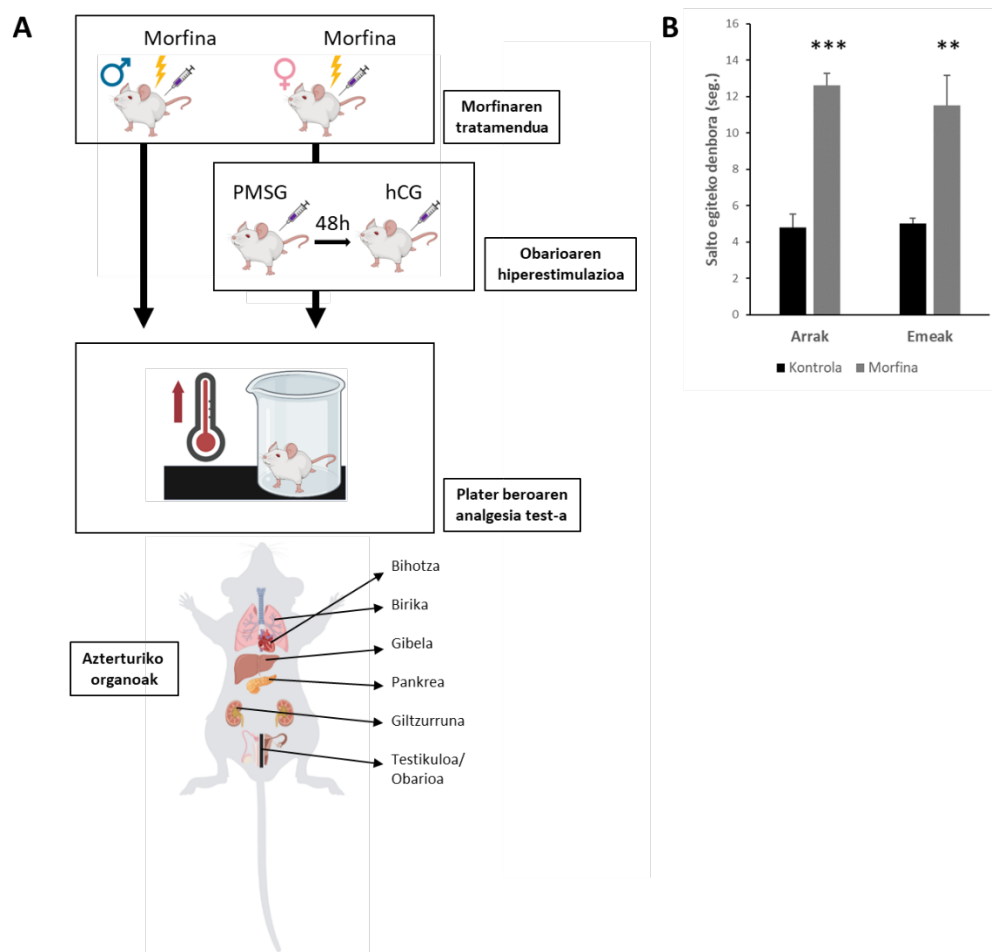 A
Morfina
Morfina
Morfinaren
tratamendua
PMSG
hCG
48h
Obarioaren
hiperestimulazioa
Plater beroaren
analgesia test-a
Azterturiko
organoak
Bihotza
Birika
Gibela
Pankrea
Giltzurruna
Testikuloa/
Obarioa
B
Salto egiteko denbora (seg.)
16
14
12
10
8
6
4
2
0
***
**
Arrak
Emeak
Kontrola
Morfina